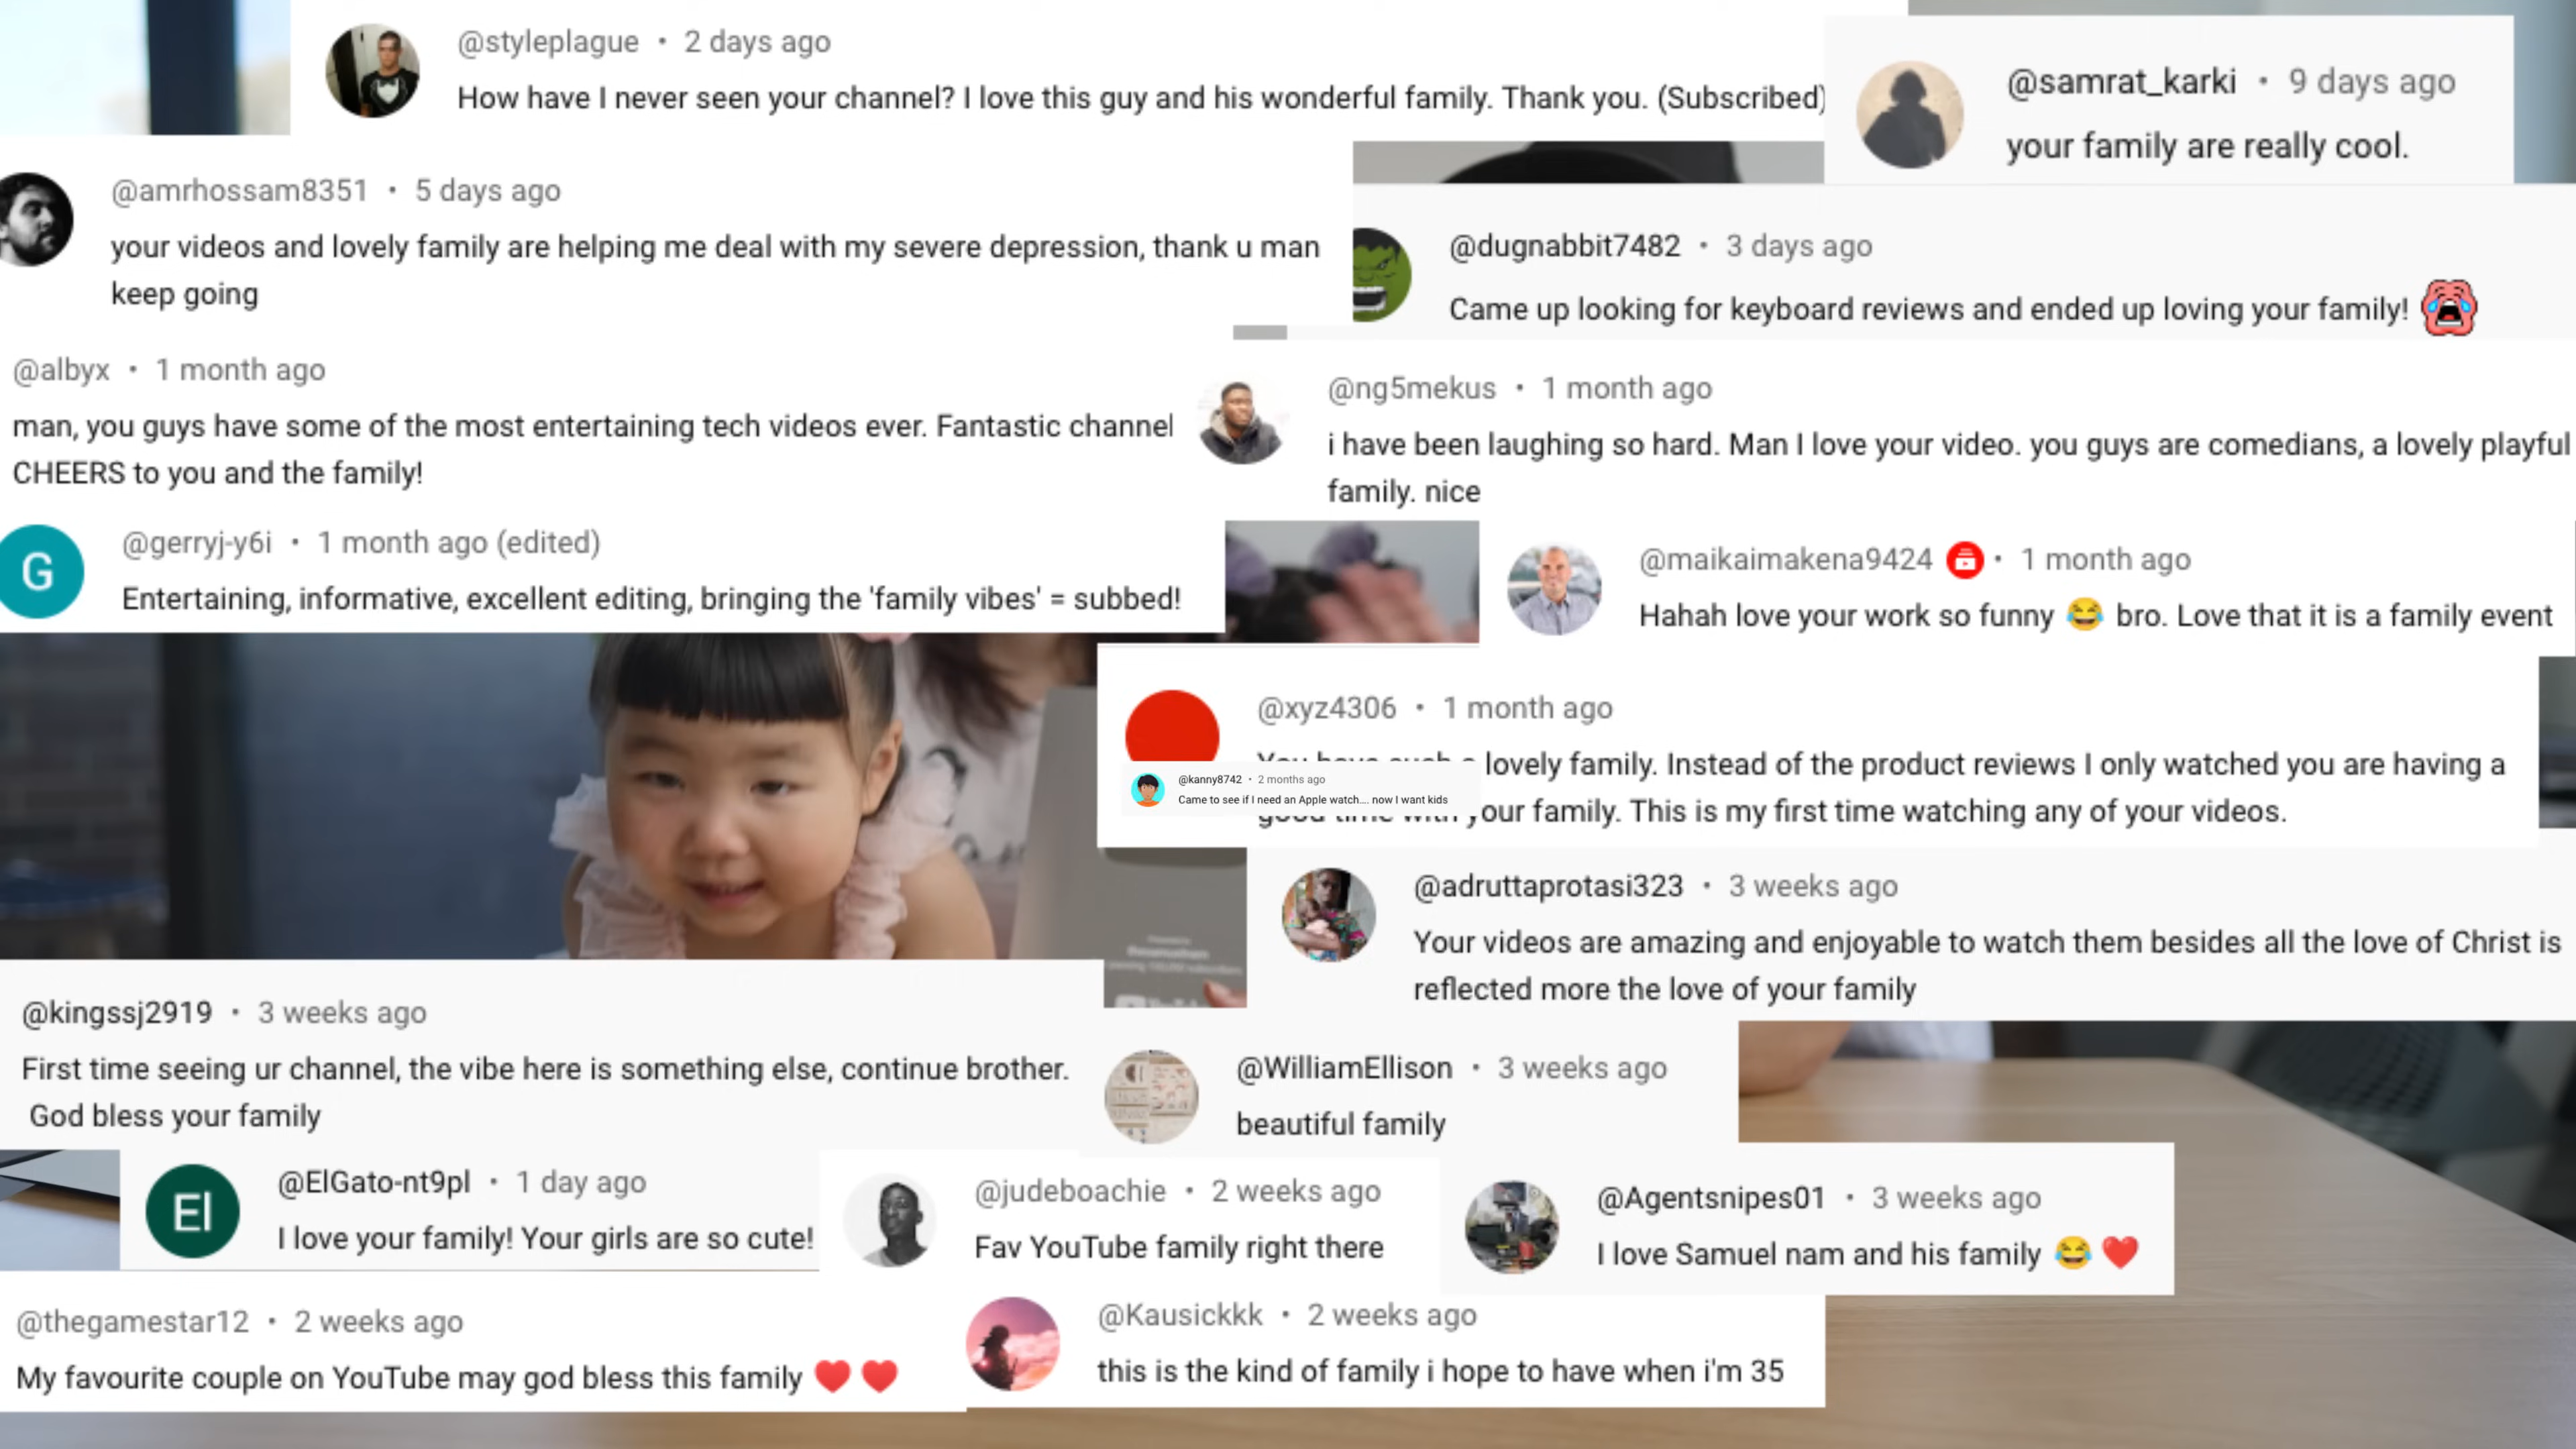 @styleplague • 2 days ago
How have I never seen your channel? I love this guy and his wonderful family. Thank you. (Subscribed)
@samrat_karki • 9 days ago
your family are really cool.
@amrhossam8351 • 5 days ago
your videos and lovely family are helping me deal with my severe depression, thank u man
keep going
@dugnabbit7482 • 3 days ago
Came up looking for keyboard reviews and ended up loving your family! 
@albyx • 1 month ago
man, you guys have some of the most entertaining tech videos ever. Fantastic channel
CHEERS to you and the family!
@ng5mekus • 1 month ago
i have been laughing so hard. Man I love your video. you guys are comedians, a lovely playful
family. nice
G
@gerryj-y6i • 1 month ago (edited)
Entertaining, informative, excellent editing, bringing the 'family vibes' = subbed!
@maikaimakena9424 • 1 month ago
Hahah love your work so funny 😂 bro. Love that it is a family event
@xyz4306 • 1 month ago
lovely family. Instead of the product reviews I only watched you are having a
your family. This is my first time watching any of your videos.
@kanny8742 • 2 months ago
Came to see if I need an Apple watch.... now I want kids
@adruttaprotasi323 • 3 weeks ago
Your videos are amazing and enjoyable to watch them besides all the love of Christ is
reflected more the love of your family
@kingssj2919 • 3 weeks ago
First time seeing ur channel, the vibe here is something else, continue brother.
God bless your family
@WilliamEllison • 3 weeks ago
beautiful family
El
@ElGato-nt9pl • 1 day ago
I love your family! Your girls are so cute!
@judeboachie • 2 weeks ago
Fav YouTube family right there
@Agentsnipes01 • 3 weeks ago
I love Samuel nam and his family 😂 ❤️
@thegamestar12 • 2 weeks ago
My favourite couple on YouTube may god bless this family ❤️ ❤️
@Kausickkk • 2 weeks ago
this is the kind of family i hope to have when i'm 35